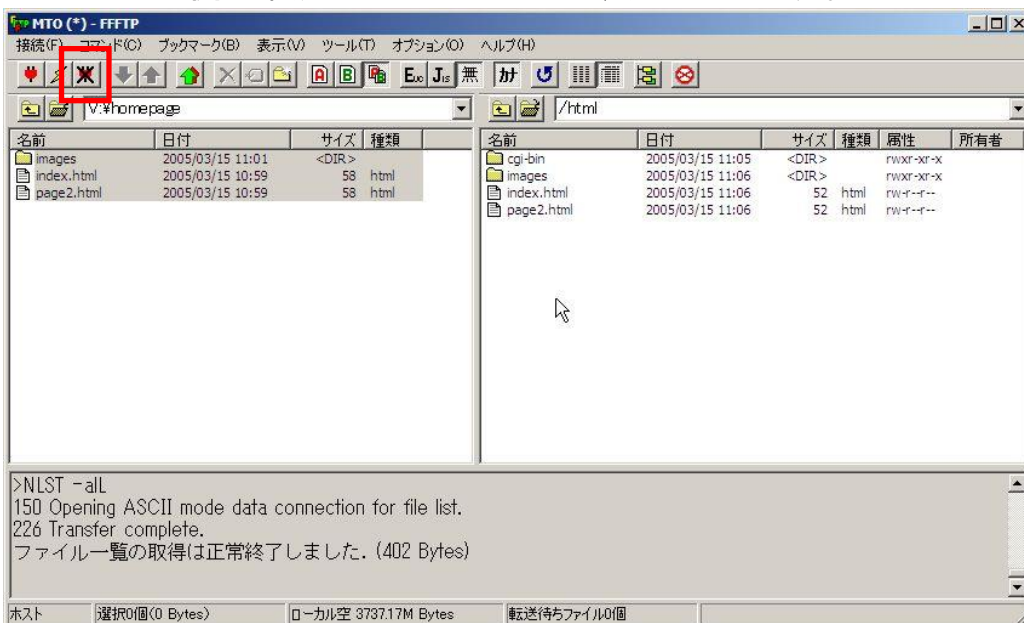 MTO (*) - FFFTP
接続(F) コマンド(C) ブックマーク(B) 表示(V) ツール(T) オプション(O) ヘルプ(H)
A B Euc JIS 無 カナ
V:¥homepage /html
名前 日付 サイズ 種類 名前 日付 サイズ 種類 属性 所有者
images 2005/03/15 11:01 <DIR> cgi-bin 2005/03/15 11:05 <DIR> rwxr-xr-x
index.html 2005/03/15 10:59 58 html images 2005/03/15 11:06 <DIR> rwxr-xr-x
page2.html 2005/03/15 10:59 58 html index.html 2005/03/15 11:06 52 html rw-r--r--
page2.html 2005/03/15 11:06 52 html rw-r--r--
>NLST -alL
150 Opening ASCII mode data connection for file list.
226 Transfer complete.
ファイル一覧の取得は正常終了しました. (402 Bytes)
ホスト 選択0個(0 Bytes) ローカル空 3737.17M Bytes 転送待ちファイル0個